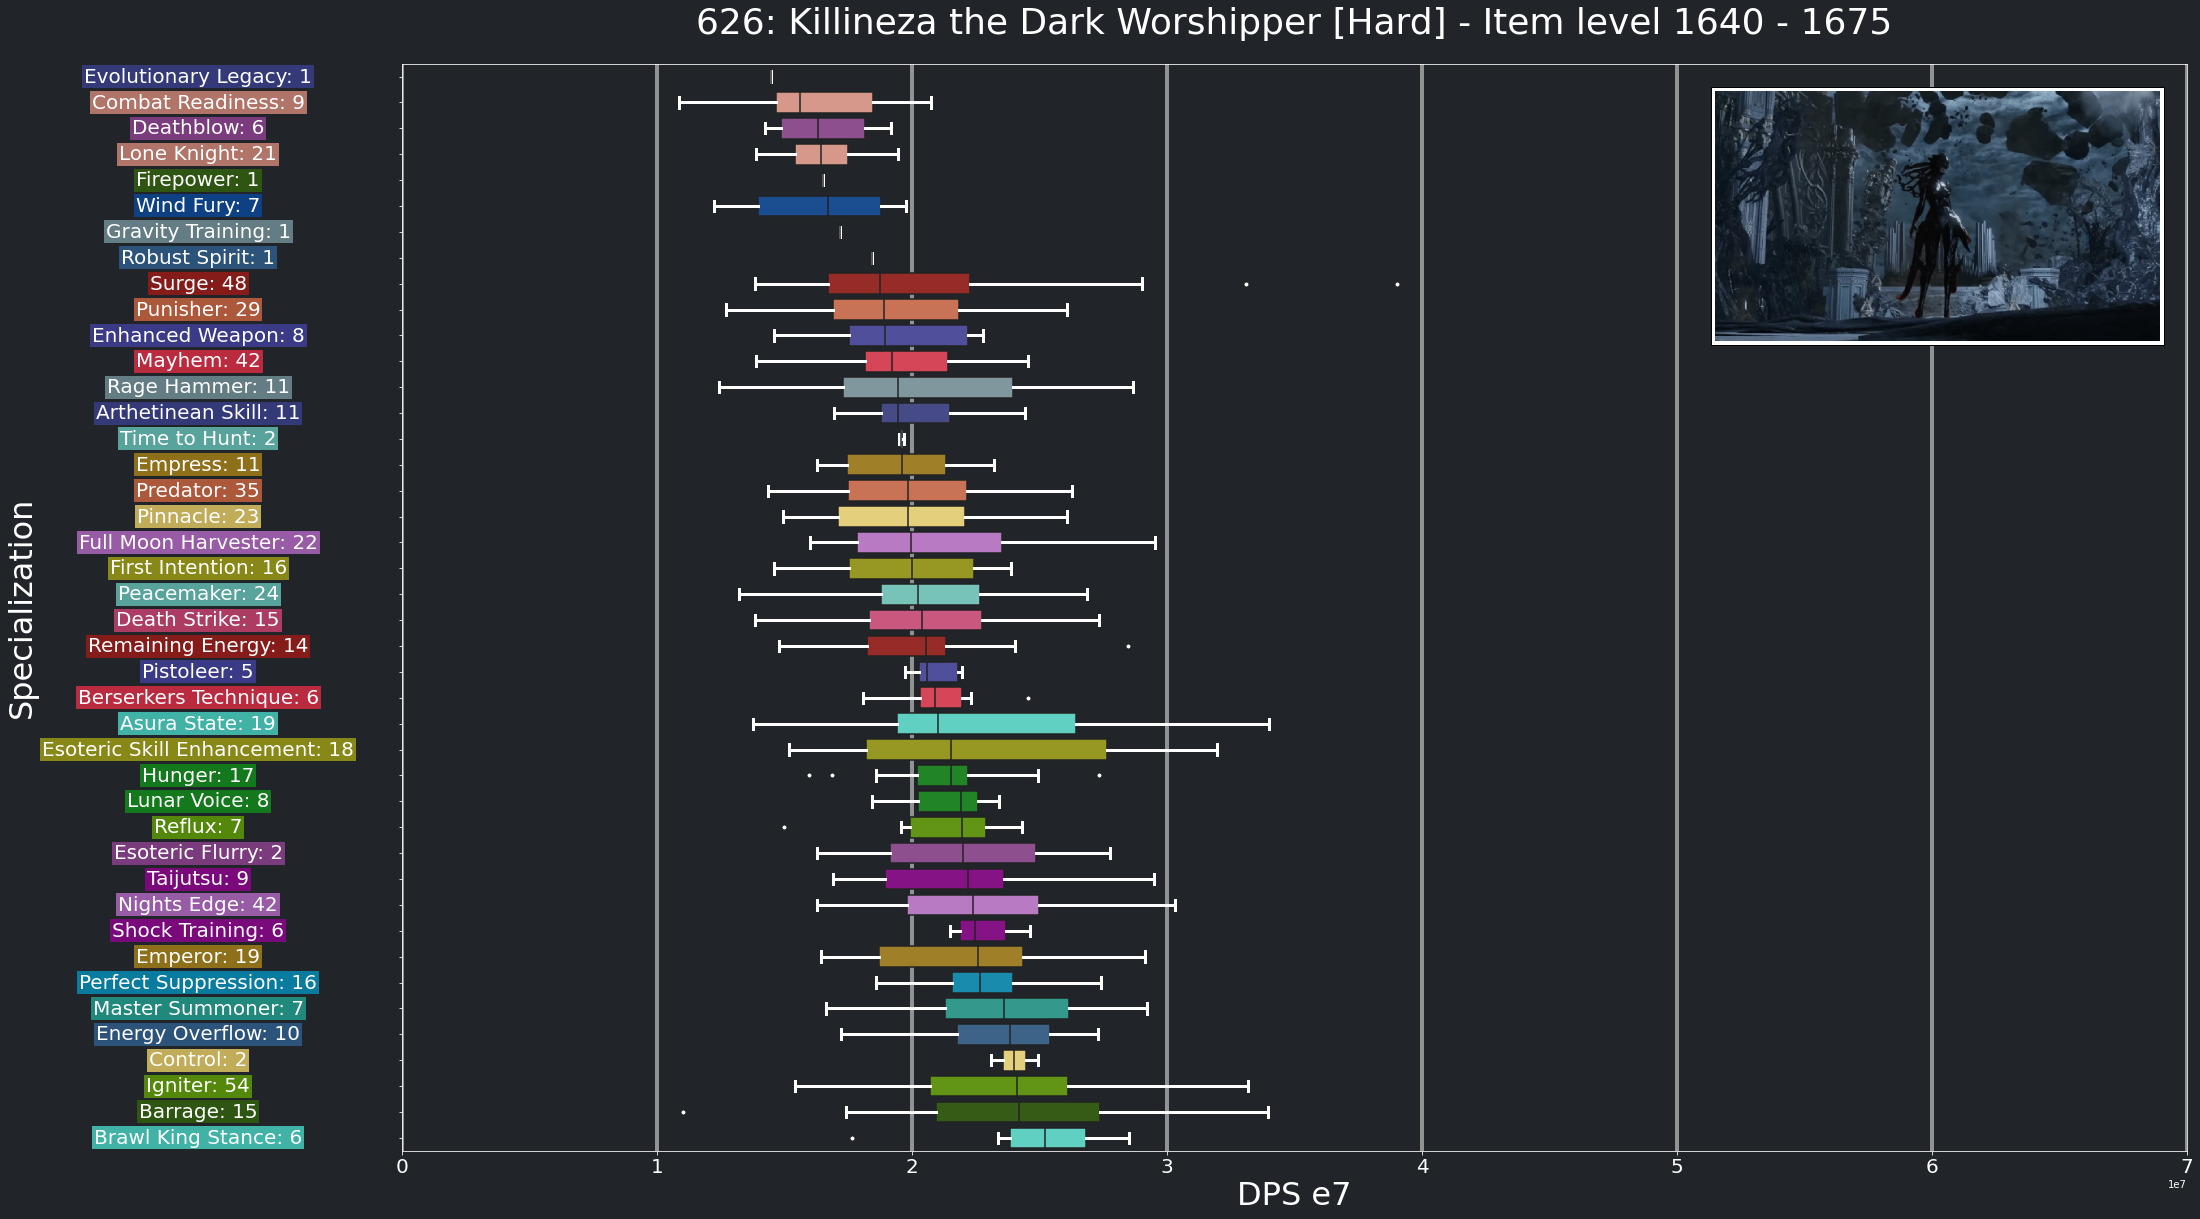 626: Killineza the Dark Worshipper [Hard] - Item level 1640 - 1675
Evolutionary Legacy: 1
Combat Readiness: 9
Deathblow: 6
Lone Knight: 21
Firepower: 1
Wind Fury: 7
Gravity Training: 1
Robust Spirit: 1
Surge: 48
Punisher: 29
Enhanced Weapon: 8
Mayhem: 42
Rage Hammer: 11
Arthetinean Skill: 11
Time to Hunt: 2
Empress: 11
Predator: 35
Pinnacle: 23
Full Moon Harvester: 22
First Intention: 16
Peacemaker: 24
Death Strike: 15
Remaining Energy: 14
Pistoleer: 5
Berserkers Technique: 6
Asura State: 19
Esoteric Skill Enhancement: 18
Hunger: 17
Lunar Voice: 8
Reflux: 7
Esoteric Flurry: 2
Taijutsu: 9
Nights Edge: 42
Shock Training: 6
Emperor: 19
Perfect Suppression: 16
Master Summoner: 7
Energy Overflow: 10
Control: 2
Igniter: 54
Barrage: 15
Brawl King Stance: 6
Specialization
0 1 2 3 4 5 6 7
1e7
DPS e7